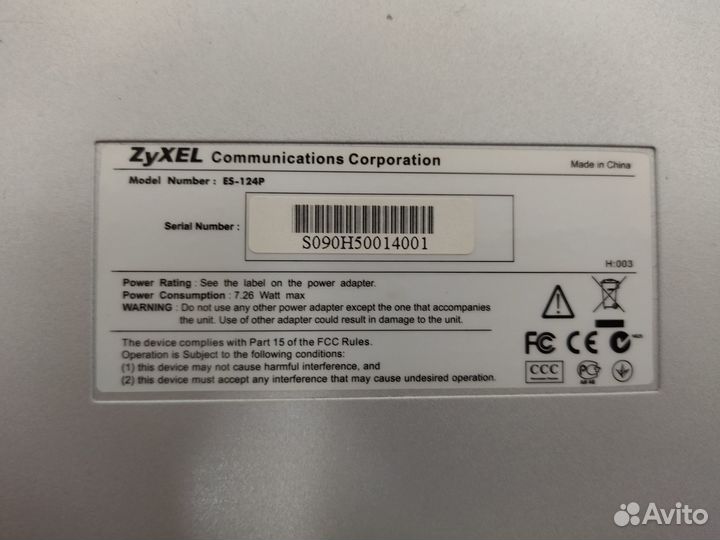 ZyXEL Communications Corporation
Made in China
Model Number : ES-124P
Serial Number :
S090H50014001
H:003
Power Rating : See the label on the power adapter.
Power Consumption : 7.26 Watt max
WARNING : Do not use any other power adapter except the one that accompanies
the unit. Use of other adapter could result in damage to the unit.
The device complies with Part 15 of the FCC Rules.
Operation is Subject to the following conditions:
(1) this device may not cause harmful interference, and
(2) this device must accept any interference that may cause undesired operation.
FC CE
CCC
Avito